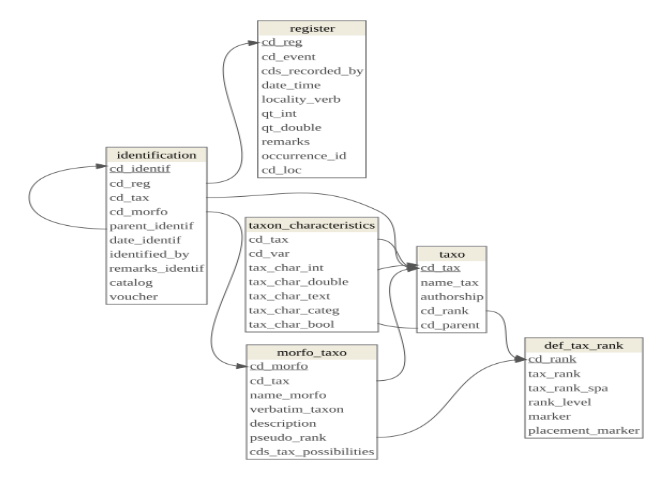 register
cd_reg
cd_event
cds_recorded_by
date_time
locality_verb
qt_int
qt_double
remarks
occurrence_id
cd_loc
identification
cd_identif
cd_reg
cd_tax
cd_morfo
parent_identif
date_identif
identified_by
remarks_identif
catalog
voucher
taxon_characteristics
cd_tax
cd_var
tax_char_int
tax_char_double
tax_char_text
tax_char_categ
tax_char_bool
taxo
cd_tax
name_tax
authorship
cd_rank
cd_parent
morfo_taxo
cd_morfo
cd_tax
name_morfo
verbatim_taxon
description
pseudo_rank
cds_tax_possibilities
def_tax_rank
cd_rank
tax_rank
tax_rank_spa
rank_level
marker
placement_marker